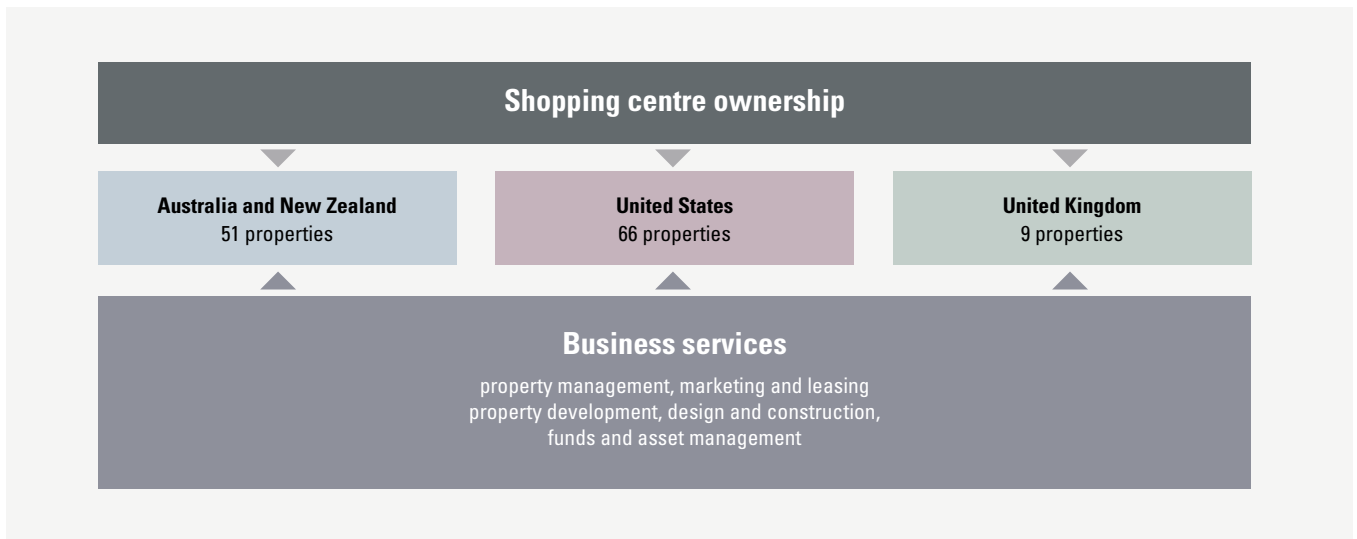 Shopping centre ownership
Australia and New Zealand
51 properties
United States
66 properties
United Kingdom
9 properties
Business services
property management, marketing and leasing
property development, design and construction,
funds and asset management